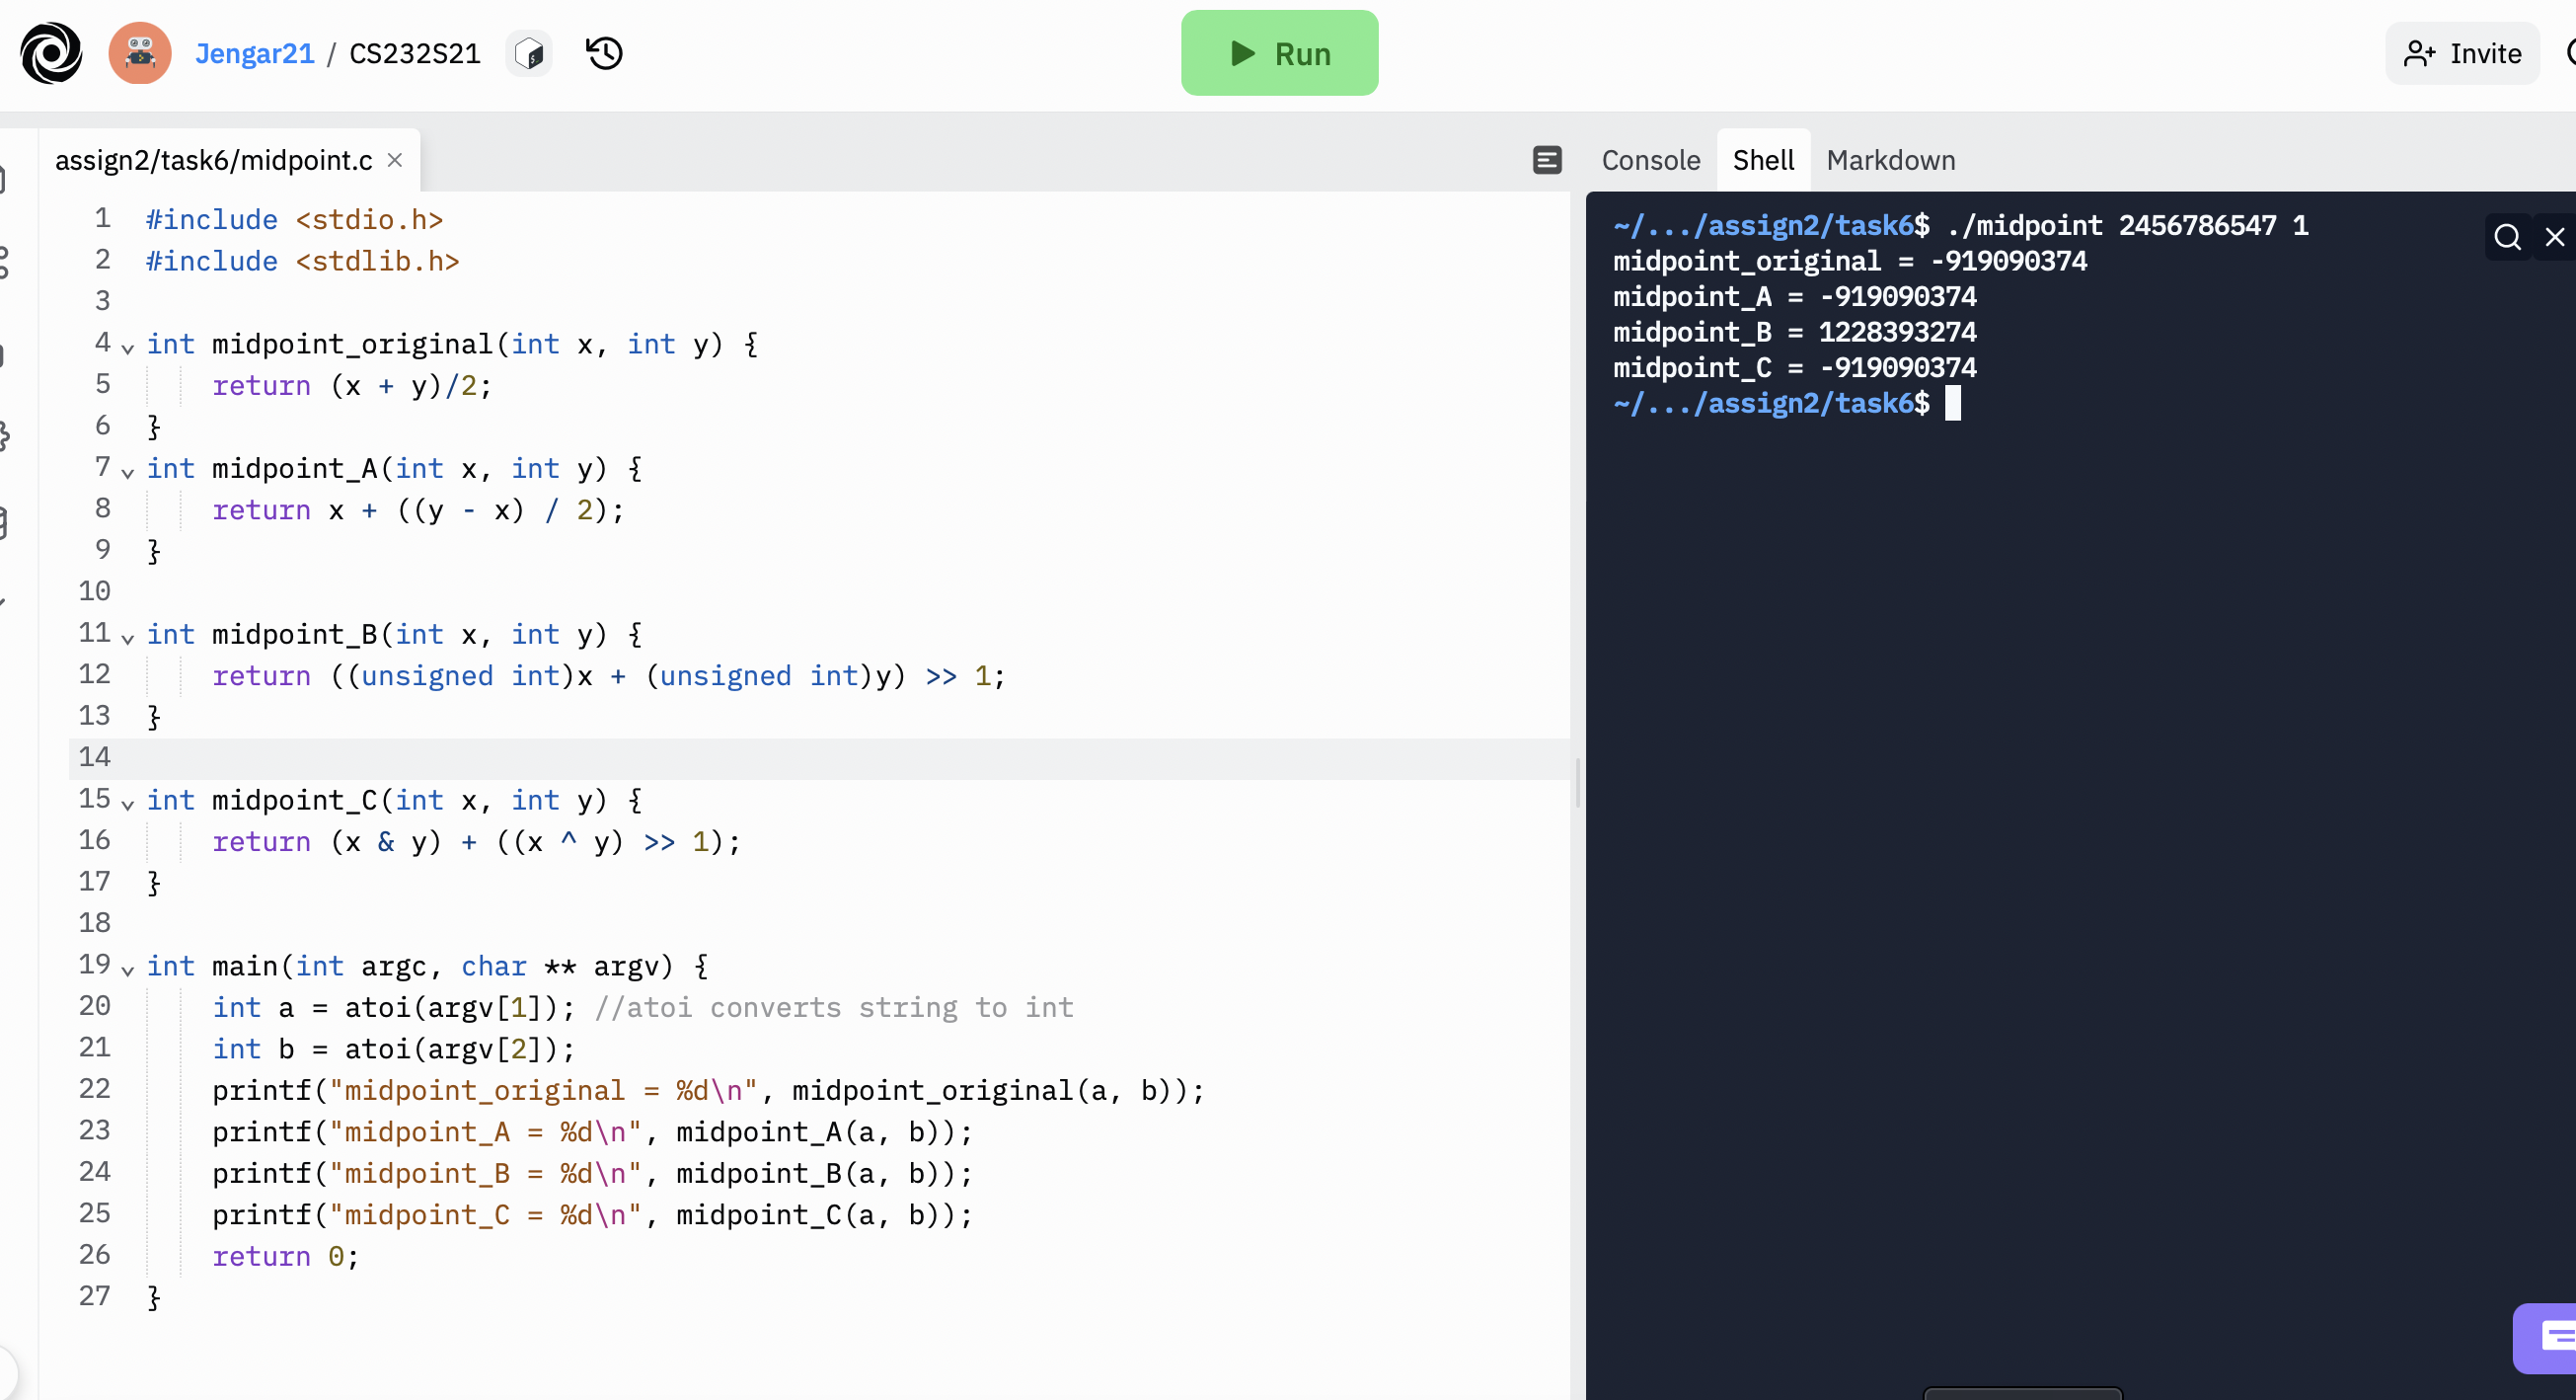 Jengar21 / CS232S21
Run
Invite
assign2/task6/midpoint.c
1 #include <stdio.h>
2 #include <stdlib.h>
3
4 int midpoint_original(int x, int y) {
5     return (x + y)/2;
6 }
7 int midpoint_A(int x, int y) {
8     return x + ((y - x) / 2);
9 }
10
11 int midpoint_B(int x, int y) {
12     return ((unsigned int)x + (unsigned int)y) >> 1;
13 }
14
15 int midpoint_C(int x, int y) {
16     return (x & y) + ((x ^ y) >> 1);
17 }
18
19 int main(int argc, char ** argv) {
20     int a = atoi(argv[1]); //atoi converts string to int
21     int b = atoi(argv[2]);
22     printf("midpoint_original = %d\n", midpoint_original(a, b));
23     printf("midpoint_A = %d\n", midpoint_A(a, b));
24     printf("midpoint_B = %d\n", midpoint_B(a, b));
25     printf("midpoint_C = %d\n", midpoint_C(a, b));
26     return 0;
27 }
Console Shell Markdown
~/.../assign2/task6$ ./midpoint 2456786547 1
midpoint_original = -919090374
midpoint_A = -919090374
midpoint_B = 1228393274
midpoint_C = -919090374
~/.../assign2/task6$